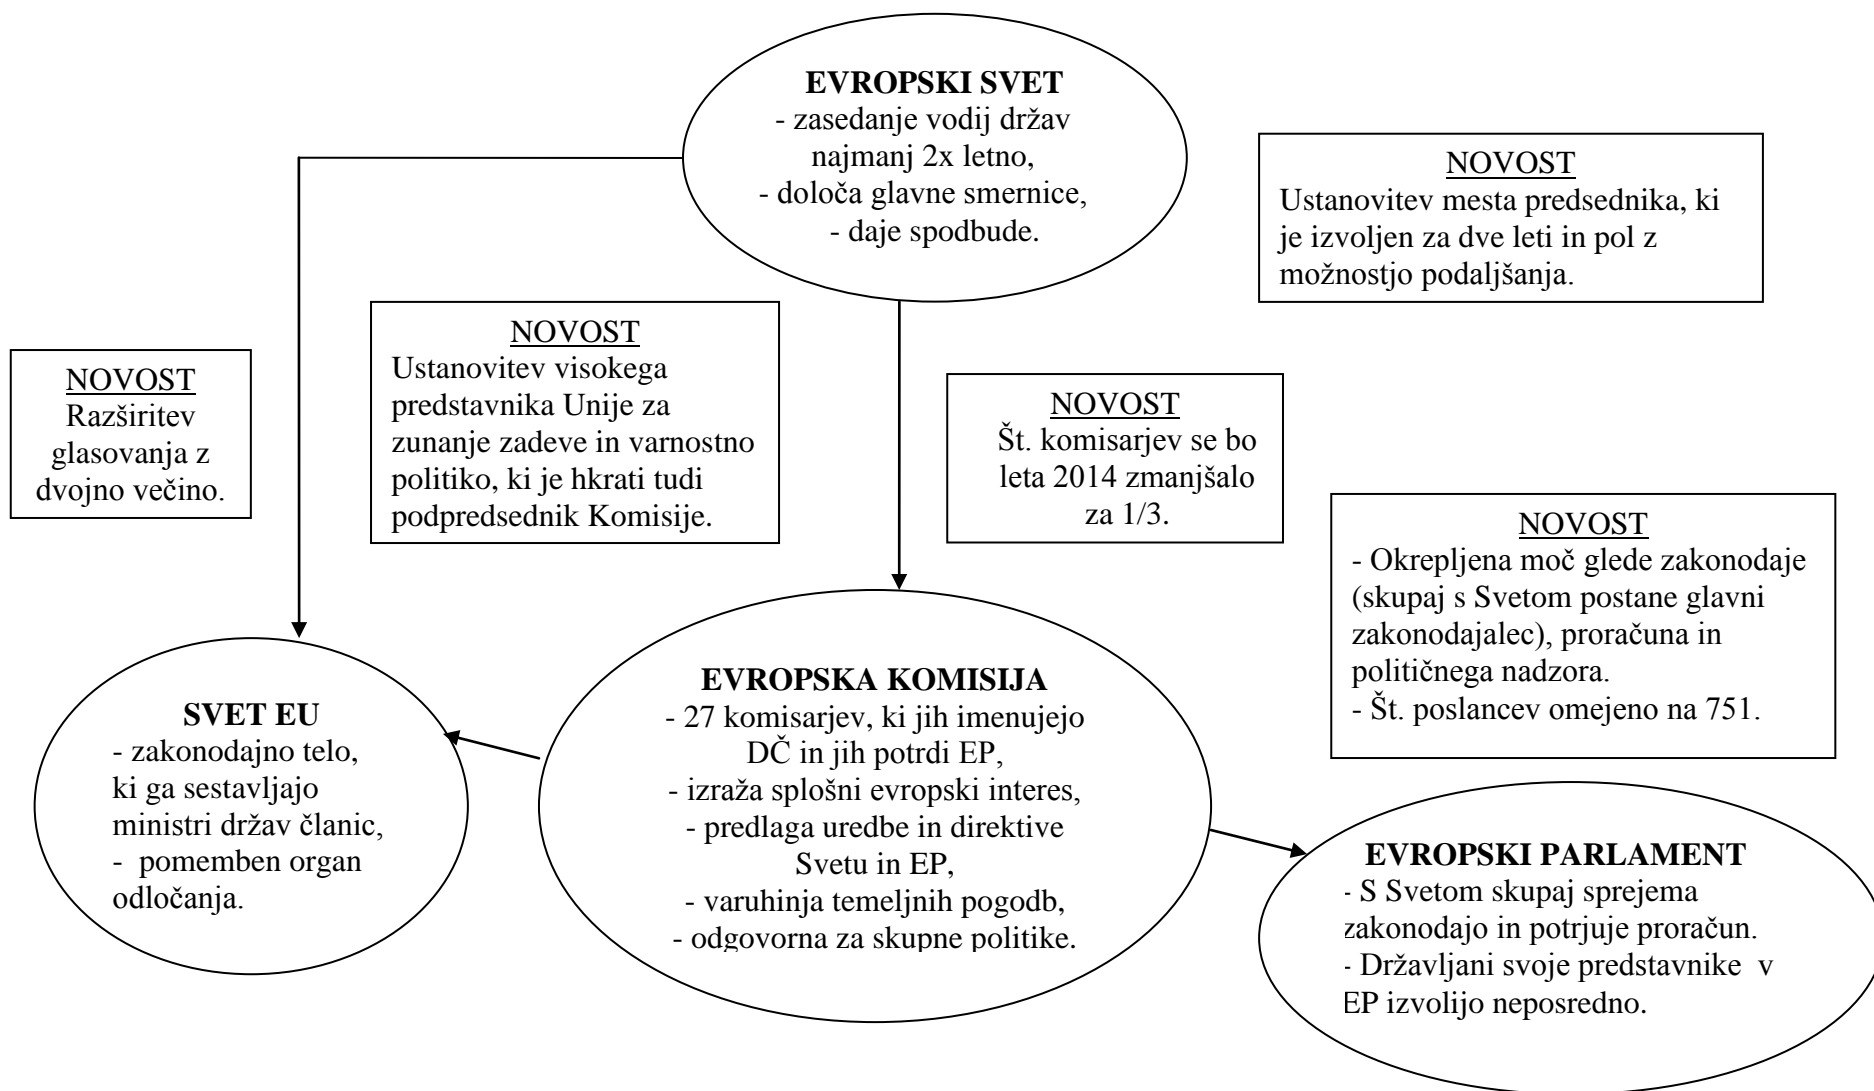 EVROPSKI SVET
- zasedanje vodij držav
najmanj 2x letno,
- določa glavne smernice,
- daje spodbude.
NOVOST
Ustanovitev mesta predsednika, ki
je izvoljen za dve leti in pol z
možnostjo podaljšanja.
NOVOST
Razširitev
glasovanja z
dvojno večino.
NOVOST
Ustanovitev visokega
predstavnika Unije za
zunanje zadeve in varnostno
politiko, ki je hkrati tudi
podpredsednik Komisije.
NOVOST
Št. komisarjev se bo
leta 2014 zmanjšalo
za 1/3.
NOVOST
- Okrepljena moč glede zakonodaje
(skupaj s Svetom postane glavni
zakonodajalec), proračuna in
političnega nadzora.
- Št. poslancev omejeno na 751.
SVET EU
- zakonodajno telo,
ki ga sestavljajo
ministri držav članic,
- pomemben organ
odločanja.
EVROPSKA KOMISIJA
- 27 komisarjev, ki jih imenujejo
DČ in jih potrdi EP,
- izraža splošni evropski interes,
- predlaga uredbe in direktive
Svetu in EP,
- varuhinja temeljnih pogodb,
- odgovorna za skupne politike.
EVROPSKI PARLAMENT
- S Svetom skupaj sprejema
zakonodajo in potrjuje proračun.
- Državljani svoje predstavnike v
EP izvolijo neposredno.